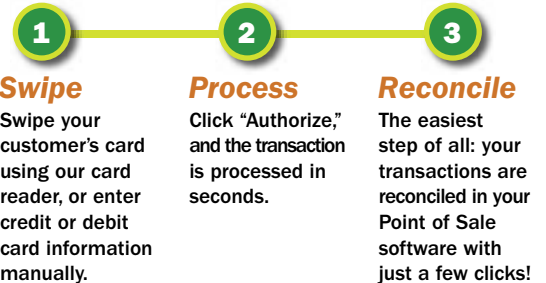 1
2
3
Swipe
Swipe your
customer's card
using our card
reader, or enter
credit or debit
card information
manually.
Process
Click “Authorize,”
and the transaction
is processed in
seconds.
Reconcile
The easiest
step of all: your
transactions are
reconciled in your
Point of Sale
software with
just a few clicks!